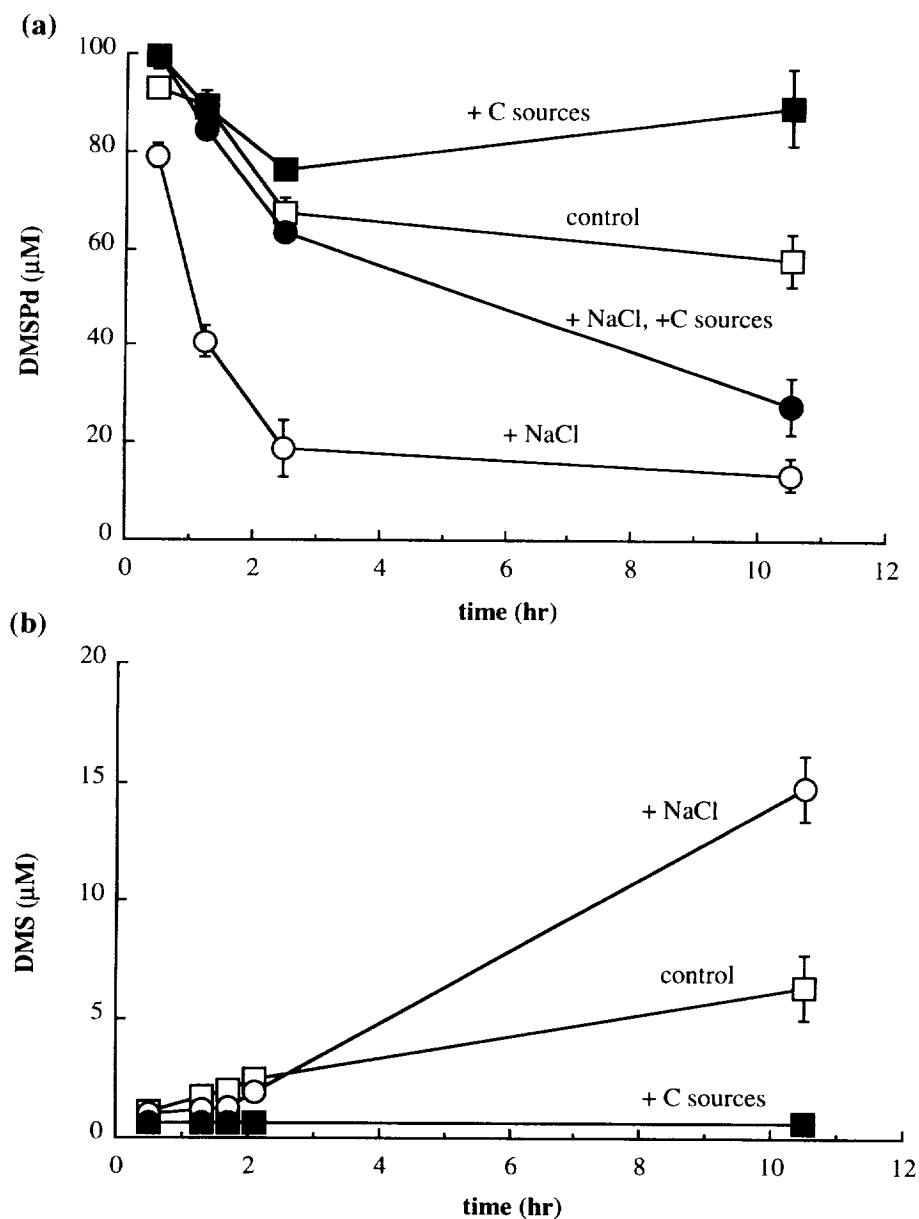 (a)
100
80
60
40
20
0
DMSPd (µM)
+ C sources
control
+ NaCl, +C sources
+ NaCl
0 2 4 6 8 10 12
time (hr)
(b)
20
15
10
5
0
DMS (µM)
+ NaCl
control
+ C sources
0 2 4 6 8 10 12
time (hr)